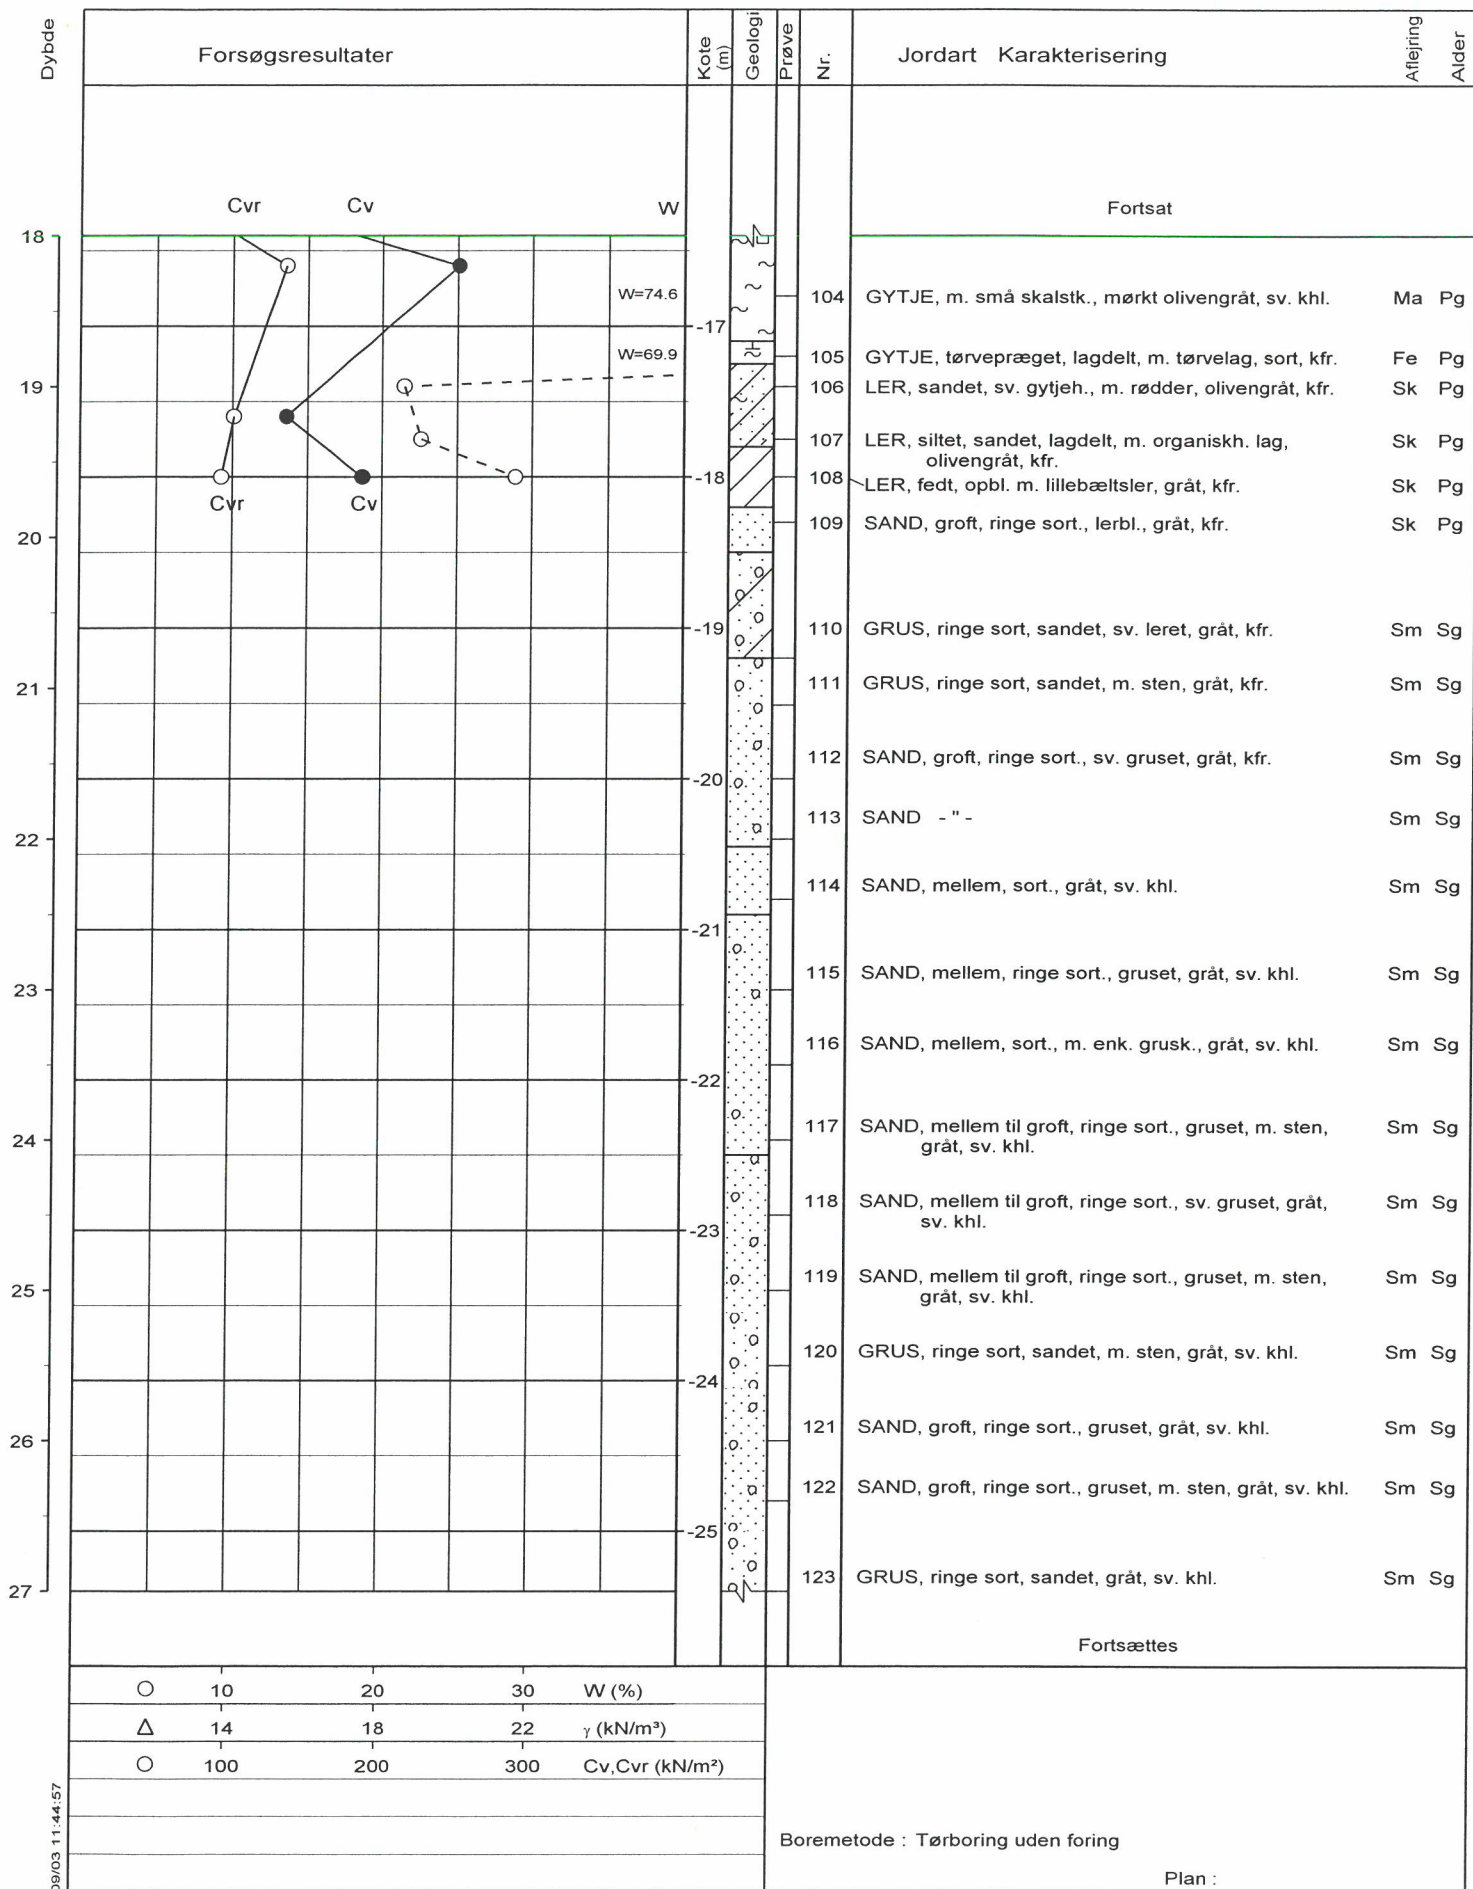 Dybde
Forsøgsresultater
Kote (m)
Geologi
Prøve
Nr.
Jordart Karakterisering
Aflejring
Alder
Cvr Cv W
Fortsat
18
W=74.6
104 GYTJE, m. små skalstk., mørkt olivengråt, sv. khl. Ma Pg
-17
W=69.9
105 GYTJE, tørvepræget, lagdelt, m. tørvelag, sort, kfr. Fe Pg
19
106 LER, sandet, sv. gytjeh., m. rødder, olivengråt, kfr. Sk Pg
107 LER, siltet, sandet, lagdelt, m. organiskh. lag, Sk Pg
olivengråt, kfr.
-18
108 LER, fedt, opbl. m. lillebæltsler, gråt, kfr. Sk Pg
Cvr Cv
109 SAND, groft, ringe sort., lerbl., gråt, kfr. Sk Pg
20
-19
110 GRUS, ringe sort, sandet, sv. leret, gråt, kfr. Sm Sg
21
111 GRUS, ringe sort, sandet, m. sten, gråt, kfr. Sm Sg
112 SAND, groft, ringe sort., sv. gruset, gråt, kfr. Sm Sg
-20
113 SAND - " - Sm Sg
22
114 SAND, mellem, sort., gråt, sv. khl. Sm Sg
-21
115 SAND, mellem, ringe sort., gruset, gråt, sv. khl. Sm Sg
23
116 SAND, mellem, sort., m. enk. grusk., gråt, sv. khl. Sm Sg
-22
117 SAND, mellem til groft, ringe sort., gruset, m. sten, Sm Sg
gråt, sv. khl.
24
118 SAND, mellem til groft, ringe sort., sv. gruset, gråt, Sm Sg
sv. khl.
-23
119 SAND, mellem til groft, ringe sort., gruset, m. sten, Sm Sg
gråt, sv. khl.
25
120 GRUS, ringe sort, sandet, m. sten, gråt, sv. khl. Sm Sg
-24
121 SAND, groft, ringe sort., gruset, gråt, sv. khl. Sm Sg
26
122 SAND, groft, ringe sort., gruset, m. sten, gråt, sv. khl. Sm Sg
-25
123 GRUS, ringe sort, sandet, gråt, sv. khl. Sm Sg
27
Fortsættes
10 20 30 W (%)
14 18 22 γ (kN/m³)
100 200 300 Cv,Cvr (kN/m²)
09/03 11:44:57
Boremetode : Tørboring uden foring
Plan :